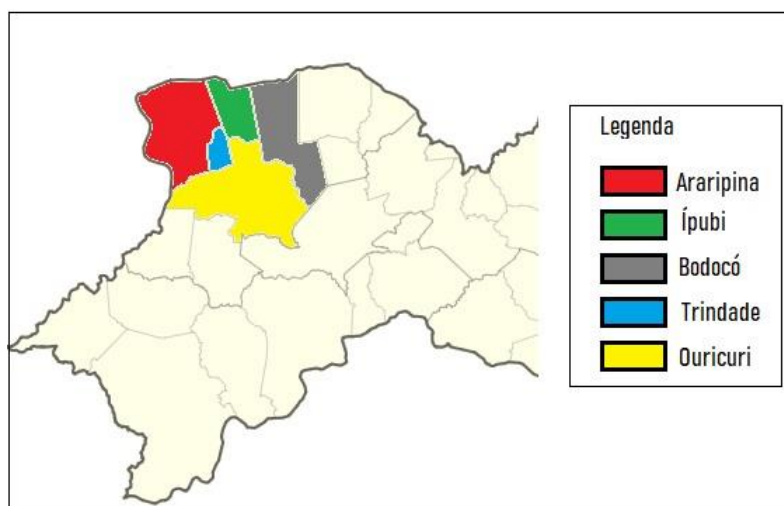 Legenda
Araripina
Ípubi
Bodocó
Trindade
Ouricuri